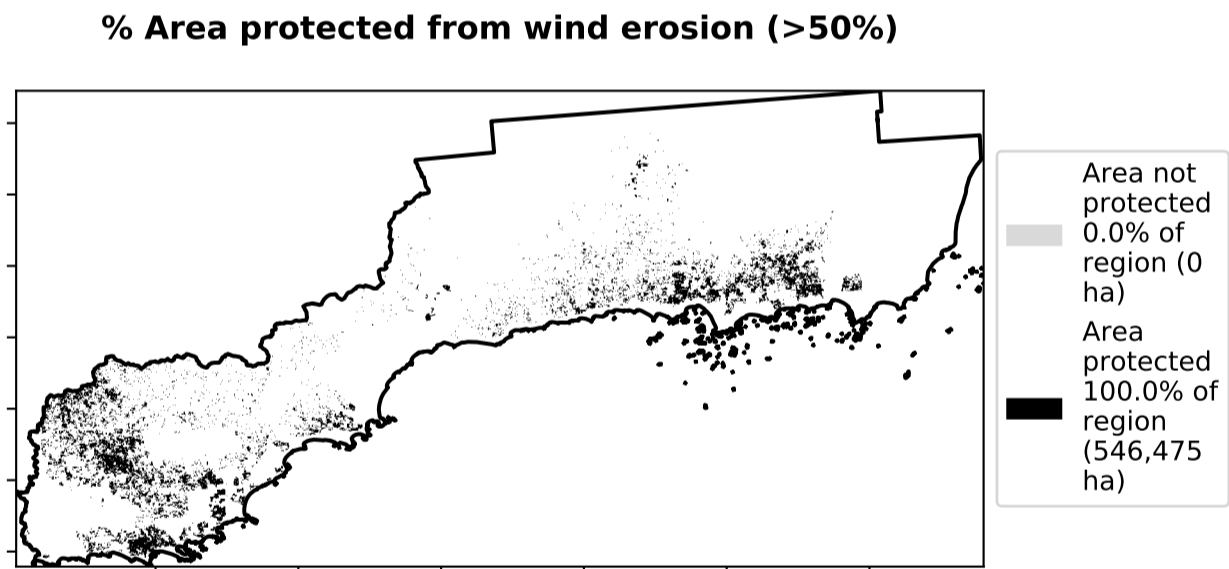 % Area protected from wind erosion (>50%)
Area not
protected
0.0% of
region (0
ha)
Area
protected
100.0% of
region
(546,475
ha)